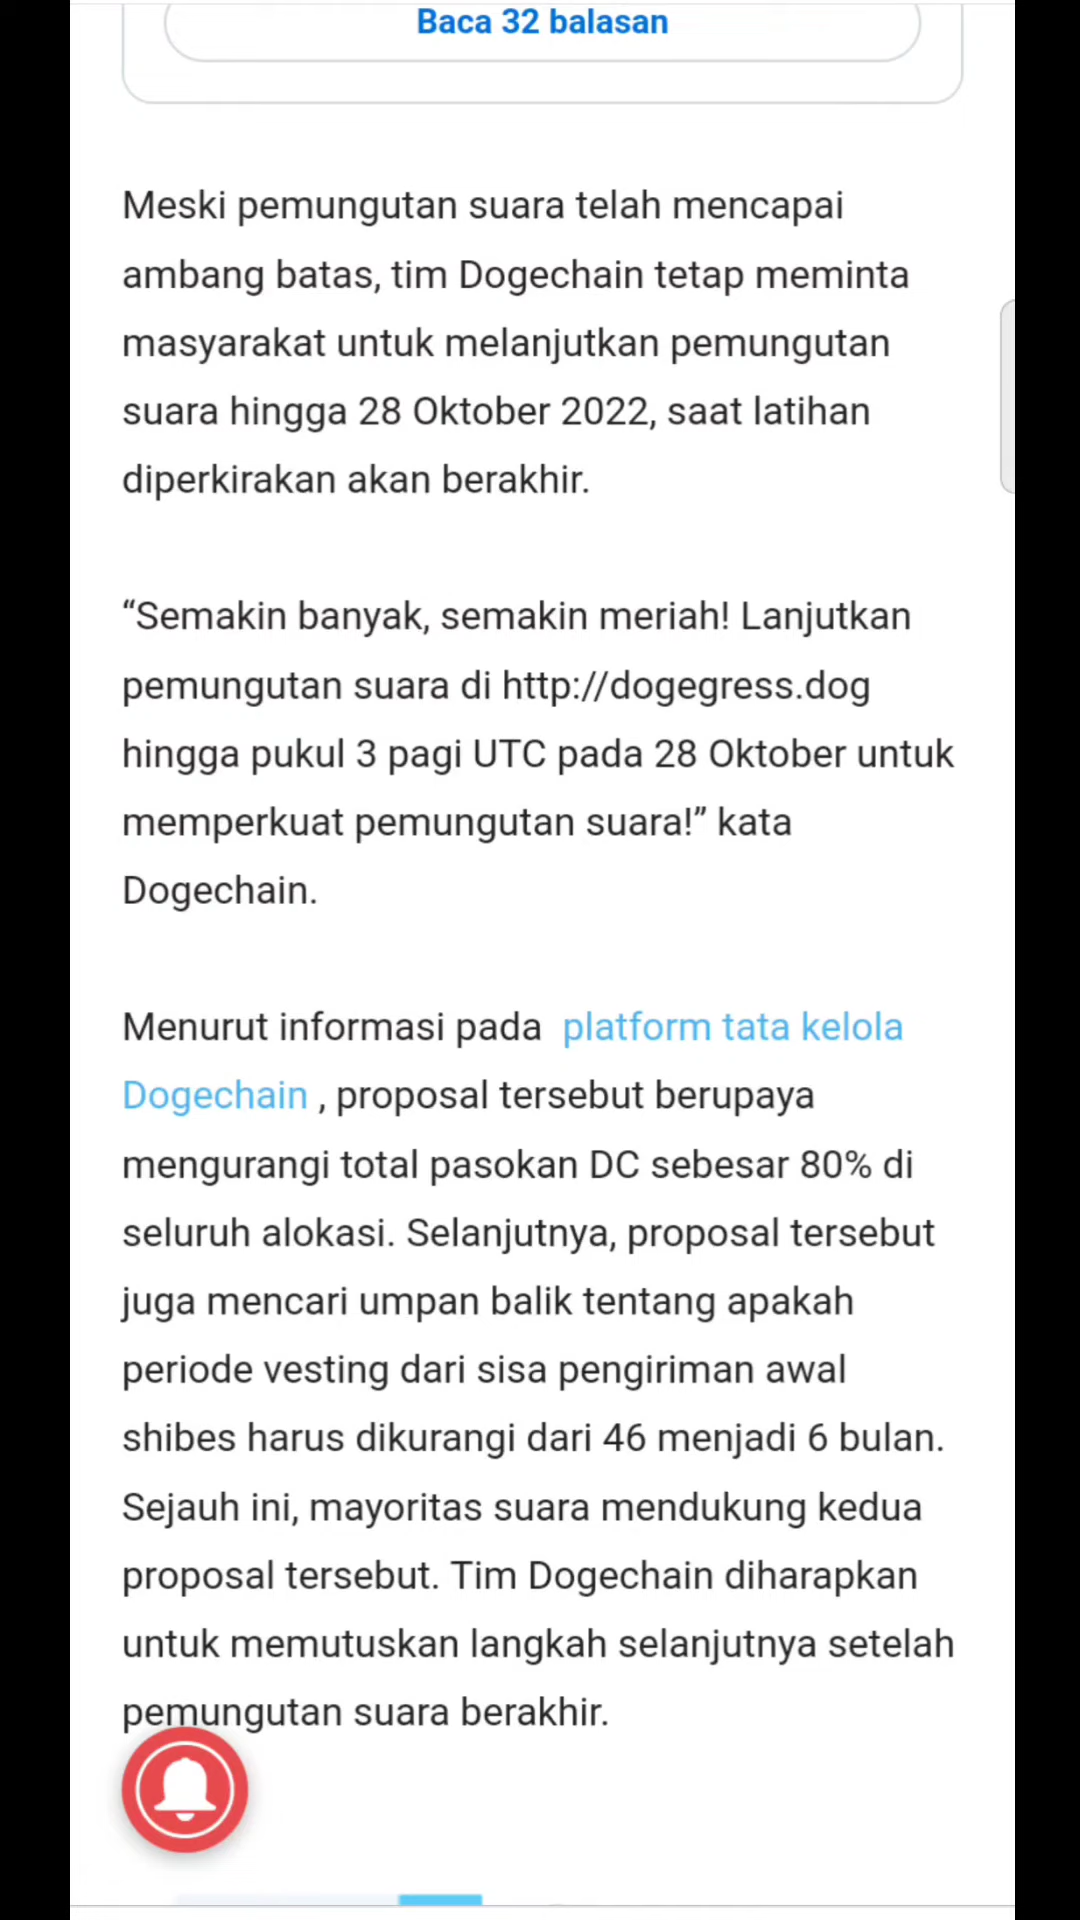 Baca 32 balasan
Meski pemungutan suara telah mencapai
ambang batas, tim Dogechain tetap meminta
masyarakat untuk melanjutkan pemungutan
suara hingga 28 Oktober 2022, saat latihan
diperkirakan akan berakhir.
“Semakin banyak, semakin meriah! Lanjutkan
pemungutan suara di http://dogegress.dog
hingga pukul 3 pagi UTC pada 28 Oktober untuk
memperkuat pemungutan suara!” kata
Dogechain.
Menurut informasi pada platform tata kelola
Dogechain , proposal tersebut berupaya
mengurangi total pasokan DC sebesar 80% di
seluruh alokasi. Selanjutnya, proposal tersebut
juga mencari umpan balik tentang apakah
periode vesting dari sisa pengiriman awal
shibes harus dikurangi dari 46 menjadi 6 bulan.
Sejauh ini, mayoritas suara mendukung kedua
proposal tersebut. Tim Dogechain diharapkan
untuk memutuskan langkah selanjutnya setelah
pemungutan suara berakhir.